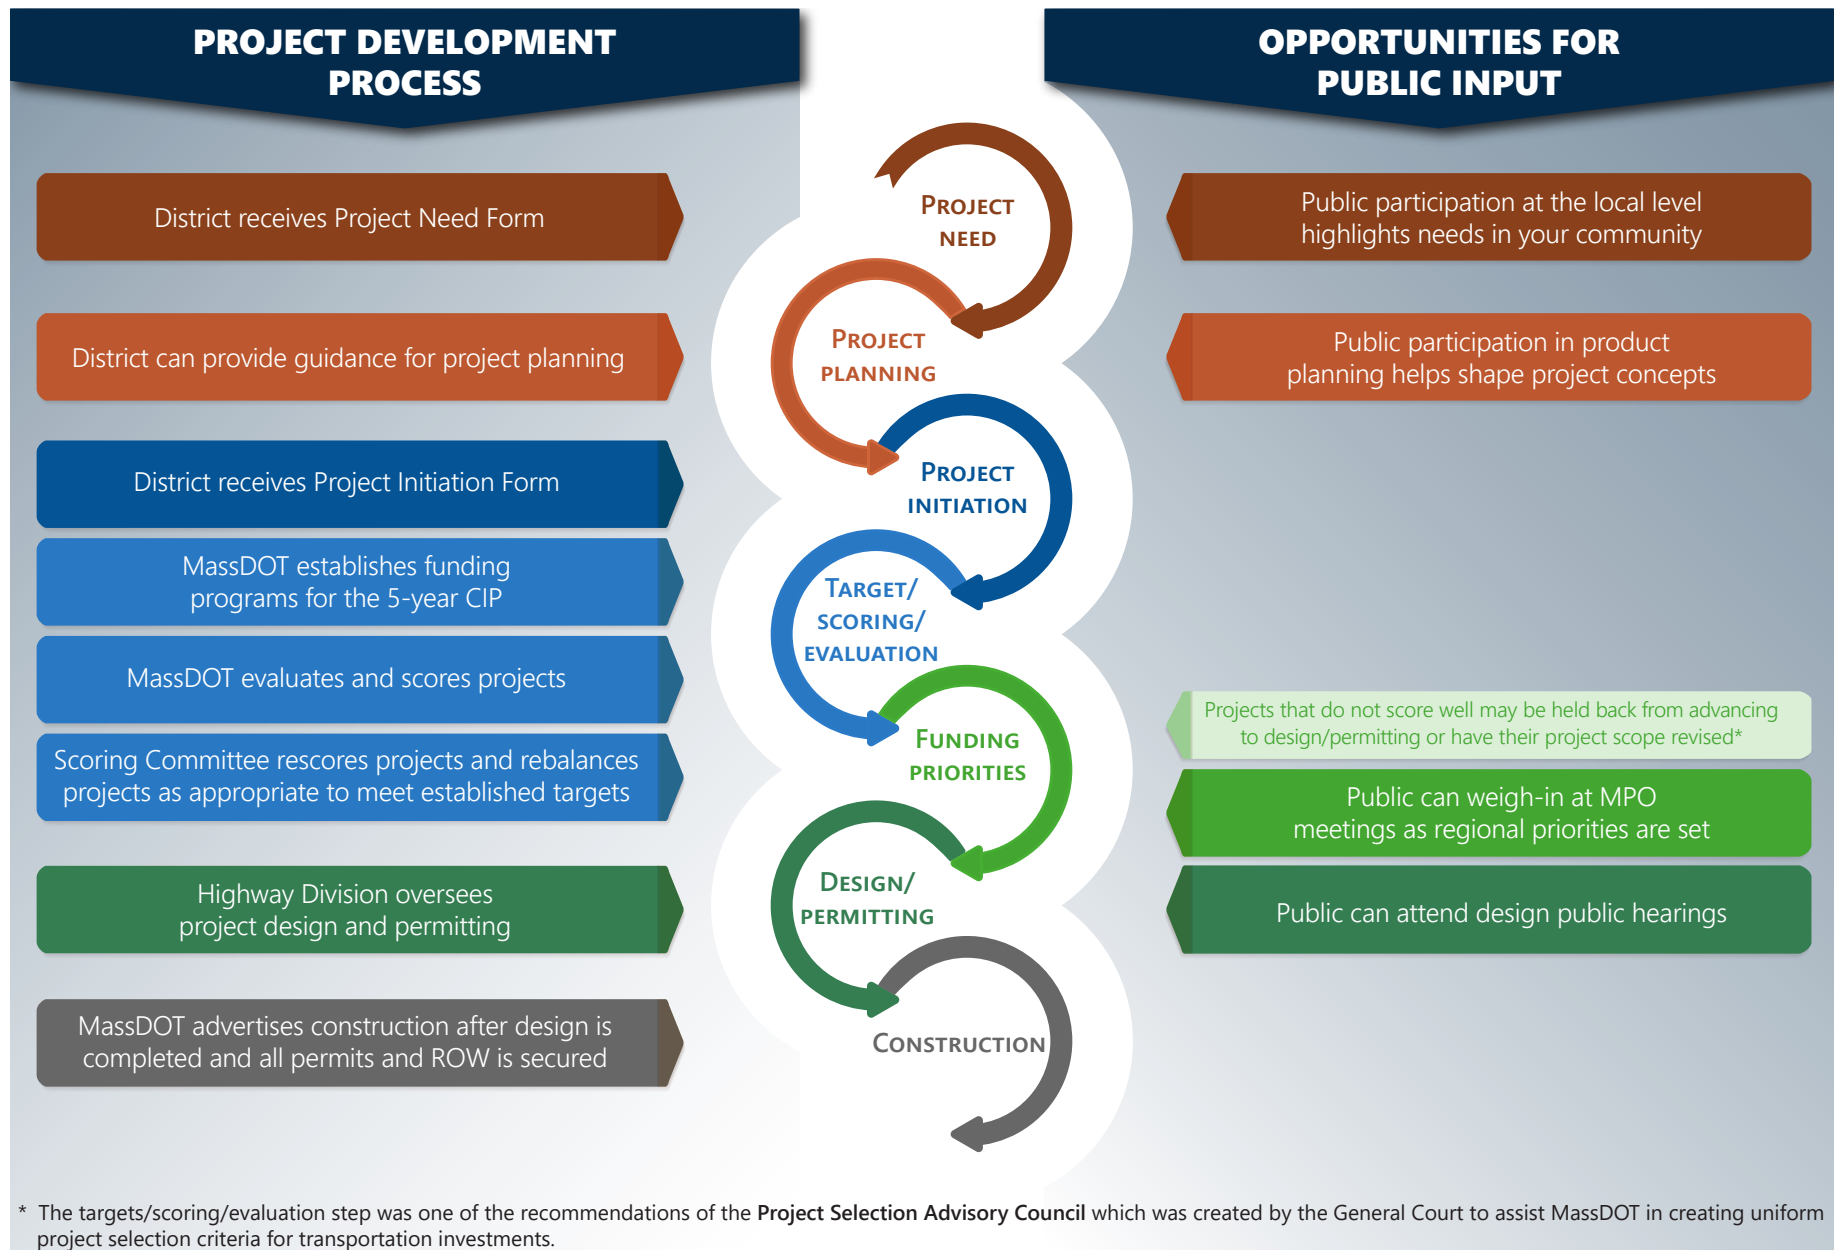 PROJECT DEVELOPMENT
PROCESS
District receives Project Need Form
District can provide guidance for project planning
District receives Project Initiation Form
MassDOT establishes funding
programs for the 5-year CIP
MassDOT evaluates and scores projects
Scoring Committee rescores projects and rebalances
projects as appropriate to meet established targets
Highway Division oversees
project design and permitting
MassDOT advertises construction after design is
completed and all permits and ROW is secured
PROJECT
NEED
PROJECT
PLANNING
PROJECT
INITIATION
TARGET/
SCORING/
EVALUATION
FUNDING
PRIORITIES
DESIGN/
PERMITTING
CONSTRUCTION
OPPORTUNITIES FOR
PUBLIC INPUT
Public participation at the local level
highlights needs in your community
Public participation in product
planning helps shape project concepts
Projects that do not score well may be held back from advancing
to design/permitting or have their project scope revised*
Public can weigh-in at MPO
meetings as regional priorities are set
Public can attend design public hearings
* The targets/scoring/evaluation step was one of the recommendations of the Project Selection Advisory Council which was created by the General Court to assist MassDOT in creating uniform
project selection criteria for transportation investments.